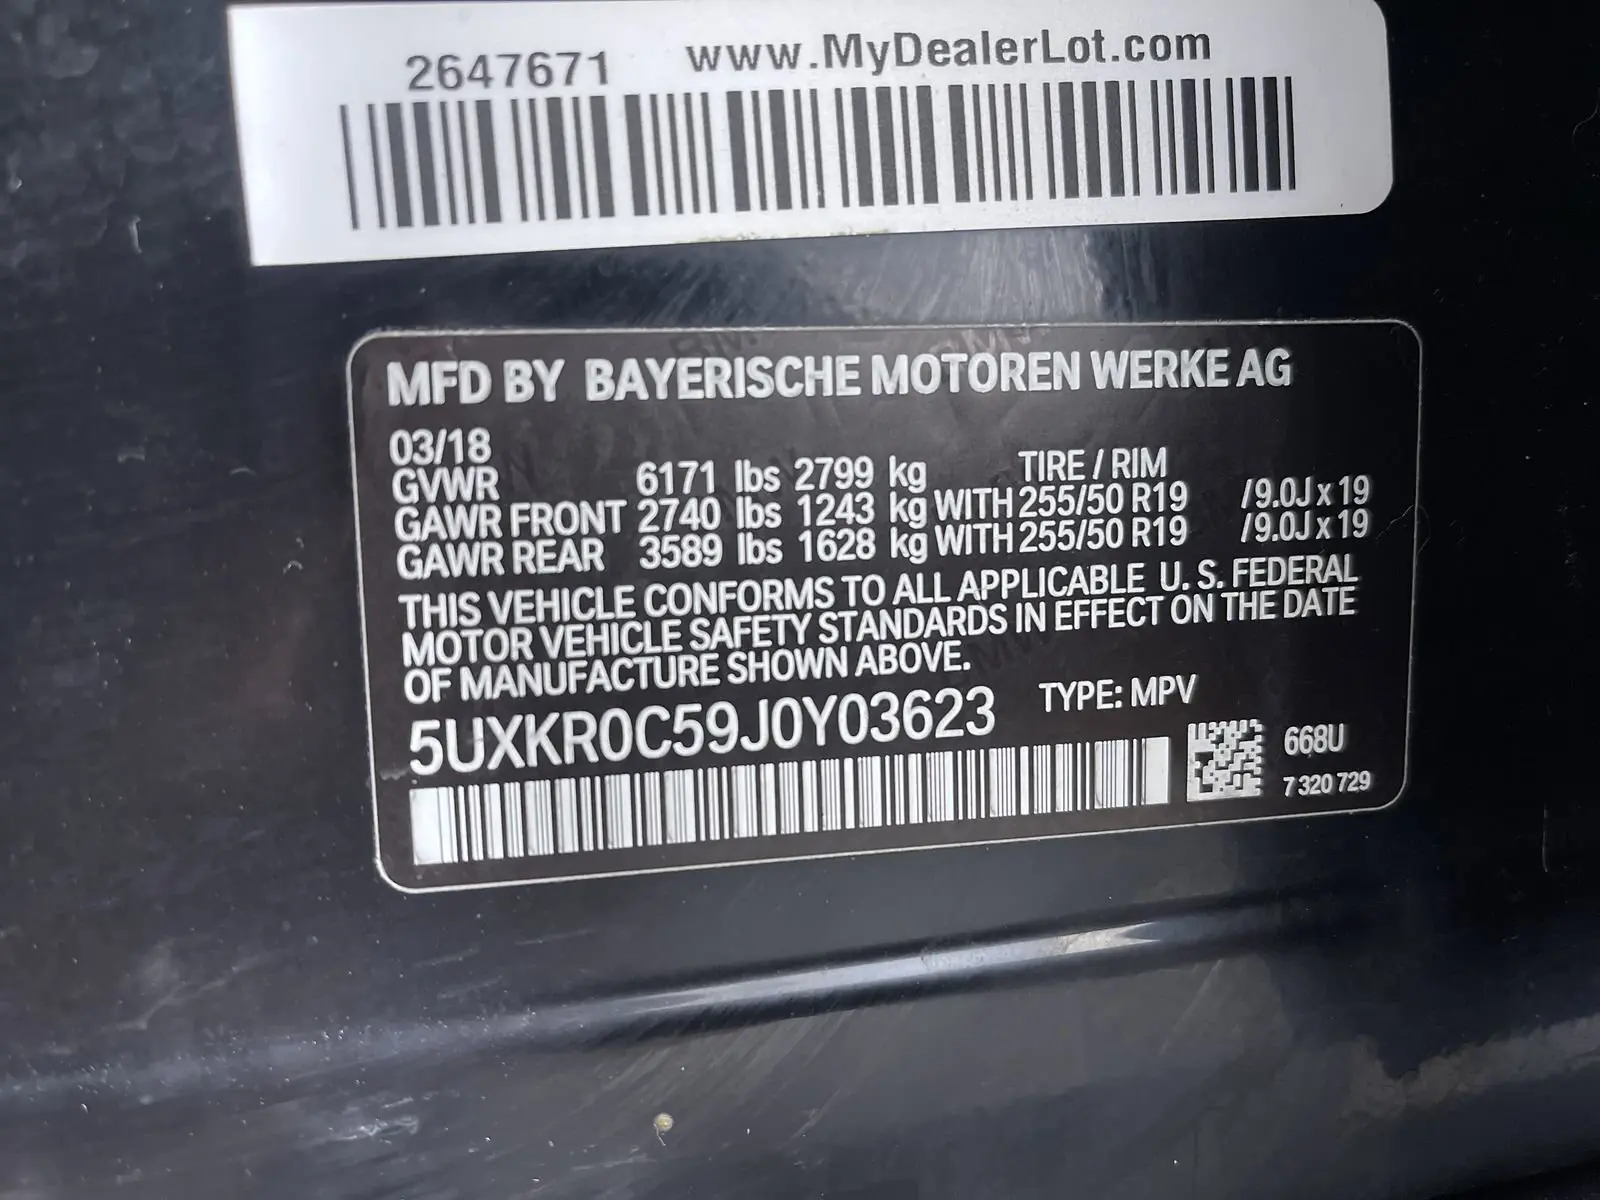 2647671 www.MyDealerLot.com
MFD BY BAYERISCHE MOTOREN WERKE AG
03/18
GVWR 6171 lbs 2799 kg TIRE / RIM
GAWR FRONT 2740 lbs 1243 kg WITH 255/50 R19 /9.0J x 19
GAWR REAR 3589 lbs 1628 kg WITH 255/50 R19 /9.0J x 19
THIS VEHICLE CONFORMS TO ALL APPLICABLE U. S. FEDERAL
MOTOR VEHICLE SAFETY STANDARDS IN EFFECT ON THE DATE
OF MANUFACTURE SHOWN ABOVE.
5UXKR0C59J0Y03623 TYPE: MPV
668U
7 320 729